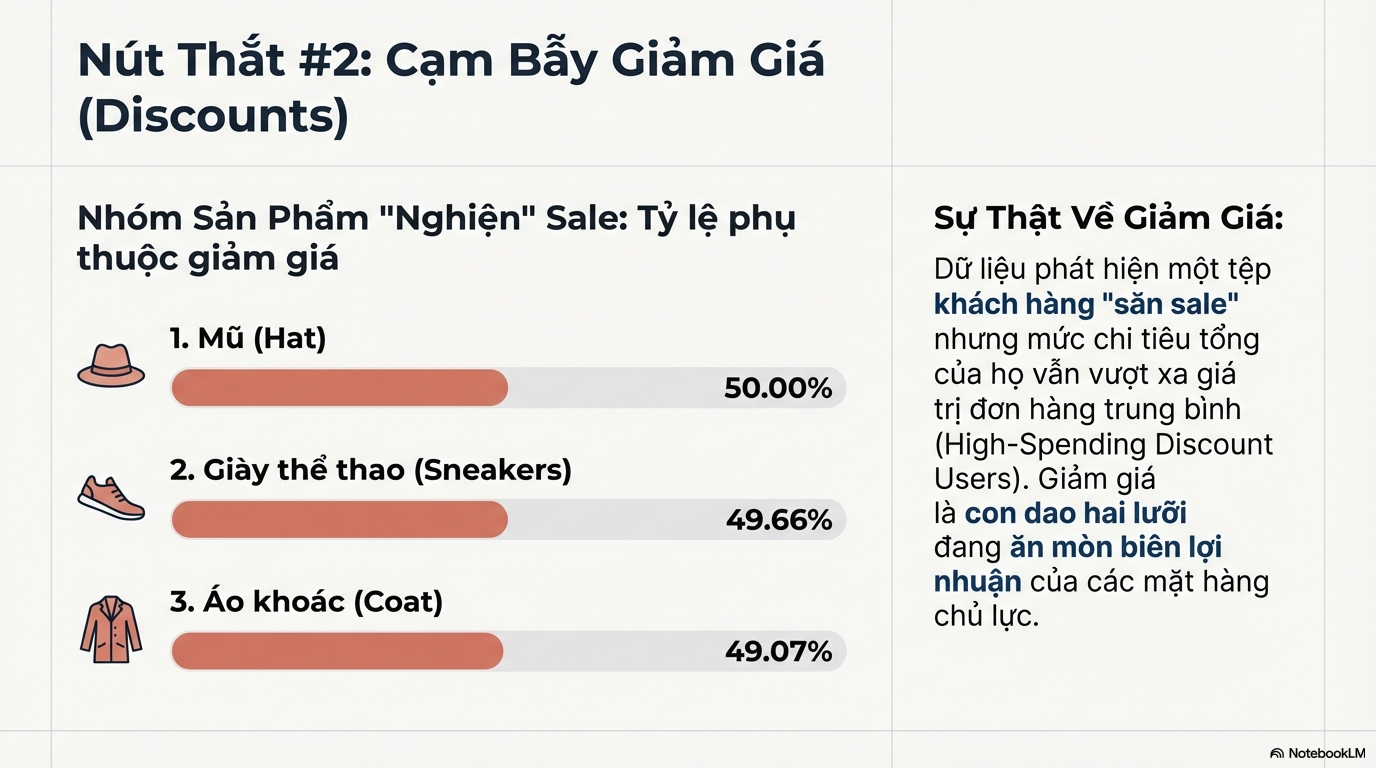 Nút Thắt #2: Cạm Bẫy Giảm Giá
(Discounts)
Nhóm Sản Phẩm "Nghiện" Sale: Tỷ lệ phụ
thuộc giảm giá
1. Mũ (Hat)
50.00%
2. Giày thể thao (Sneakers)
49.66%
3. Áo khoác (Coat)
49.07%
Sự Thật Về Giảm Giá:
Dữ liệu phát hiện một tệp
khách hàng "săn sale"
nhưng mức chi tiêu tổng
của họ vẫn vượt xa giá
trị đơn hàng trung bình
(High-Spending Discount
Users). Giảm giá
là con dao hai lưỡi
đang ăn mòn biên lợi
nhuận của các mặt hàng
chủ lực.
NotebookLM